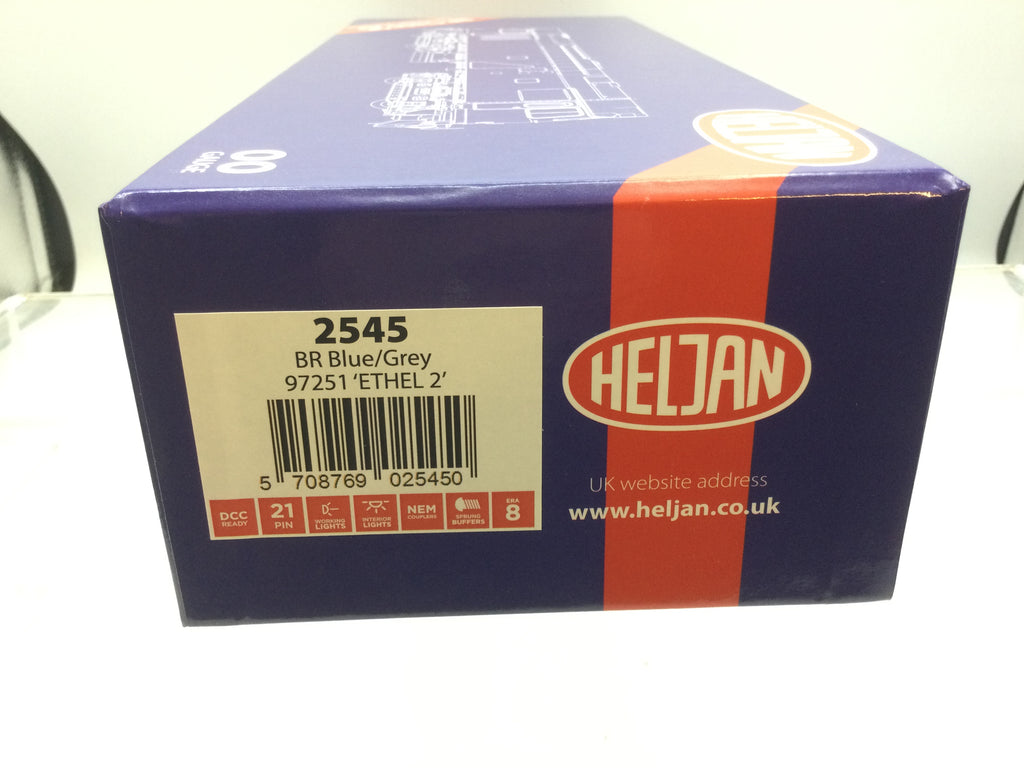 OO
GAUGE
HELJAN
2545
BR Blue/Grey
97251 'ETHEL 2'
5 708769 025450
DCC
READY
21
PIN
WORKING
LIGHTS
INTERIOR
LIGHTS
NEM
COUPLERS
SPRUNG
BUFFERS
ERA
8
HELJAN
UK website address
www.heljan.co.uk